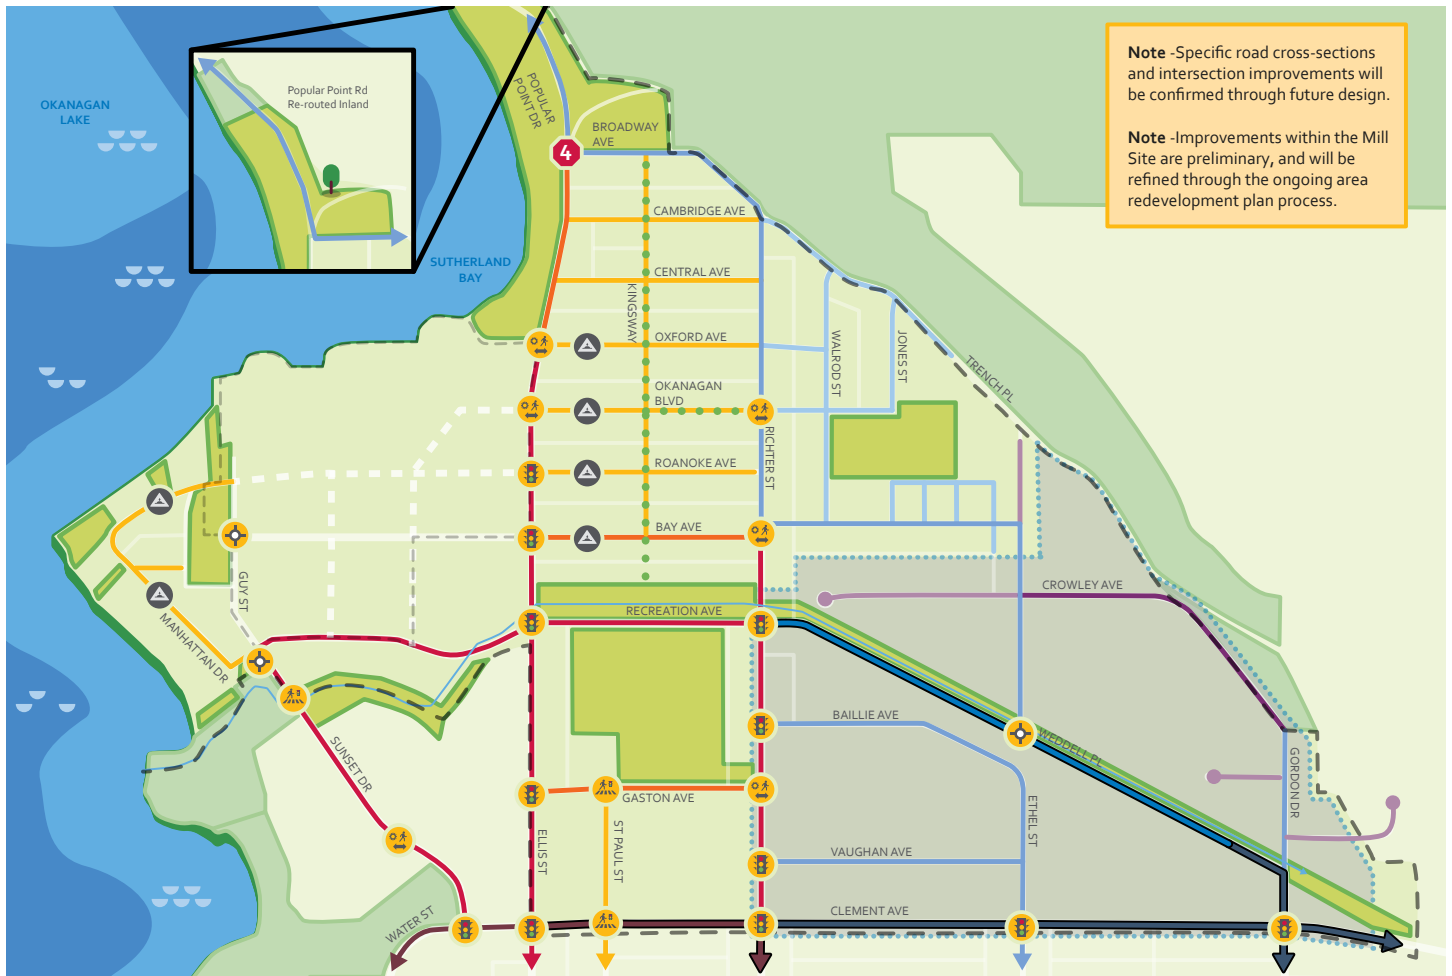 OKANAGAN
LAKE
Popular Point Rd
Re-routed Inland
SUTHERLAND
BAY
POPULAR
POINT DR
BROADWAY
AVE
4
Note -Specific road cross-sections
and intersection improvements will
be confirmed through future design.
Note -Improvements within the Mill
Site are preliminary, and will be
refined through the ongoing area
redevelopment plan process.
CAMBRIDGE AVE
CENTRAL AVE
KINGSWAY
OXFORD AVE
WALROD ST
JONES ST
TRENCH PL
OKANAGAN
BLVD
RICHTER ST
ROANOKE AVE
BAY AVE
GUY ST
CROWLEY AVE
RECREATION AVE
MANHATTAN DR
BAILLIE AVE
WEDDELL PL
SUNSET DR
GORDON DR
GASTON AVE
ETHEL ST
ELLIS ST
ST PAUL ST
VAUGHAN AVE
WATER ST
CLEMENT AVE